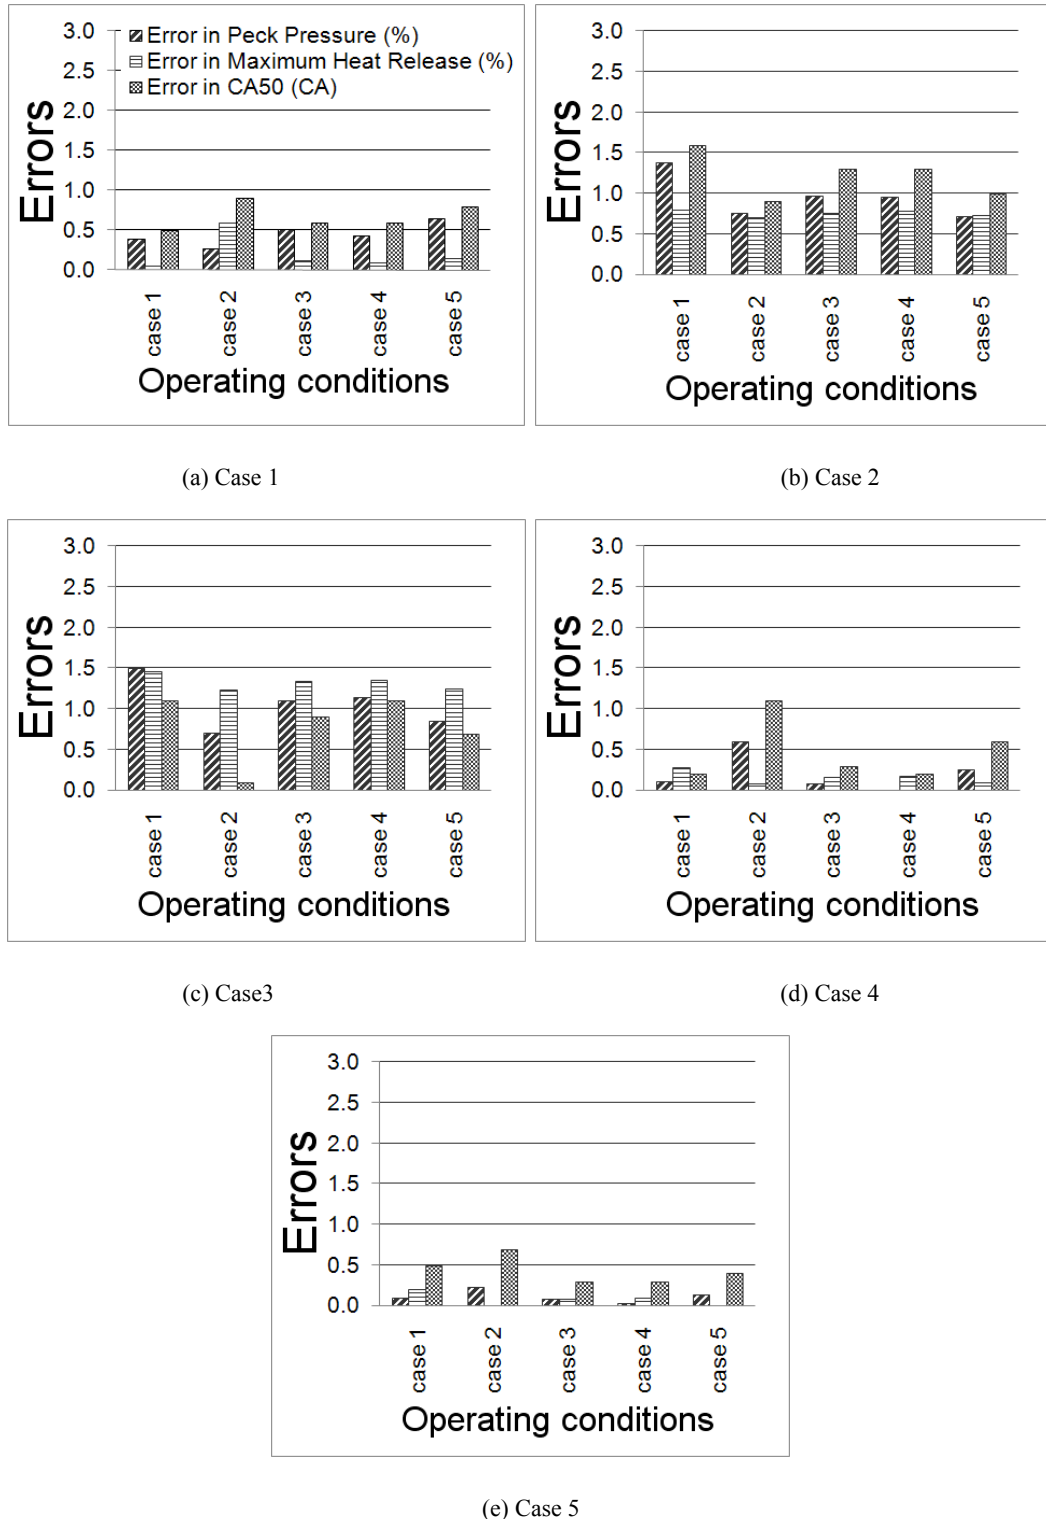 3.0
2.5
2.0
1.5
1.0
0.5
0.0
Errors
Error in Peck Pressure (%)
Error in Maximum Heat Release (%)
Error in CA50 (CA)
case 1
case 2
case 3
case 4
case 5
Operating conditions
3.0
2.5
2.0
1.5
1.0
0.5
0.0
Errors
case 1
case 2
case 3
case 4
case 5
Operating conditions
(a) Case 1
(b) Case 2
3.0
2.5
2.0
1.5
1.0
0.5
0.0
Errors
case 1
case 2
case 3
case 4
case 5
Operating conditions
3.0
2.5
2.0
1.5
1.0
0.5
0.0
Errors
case 1
case 2
case 3
case 4
case 5
Operating conditions
(c) Case3
(d) Case 4
3.0
2.5
2.0
1.5
1.0
0.5
0.0
Errors
case 1
case 2
case 3
case 4
case 5
Operating conditions
(e) Case 5